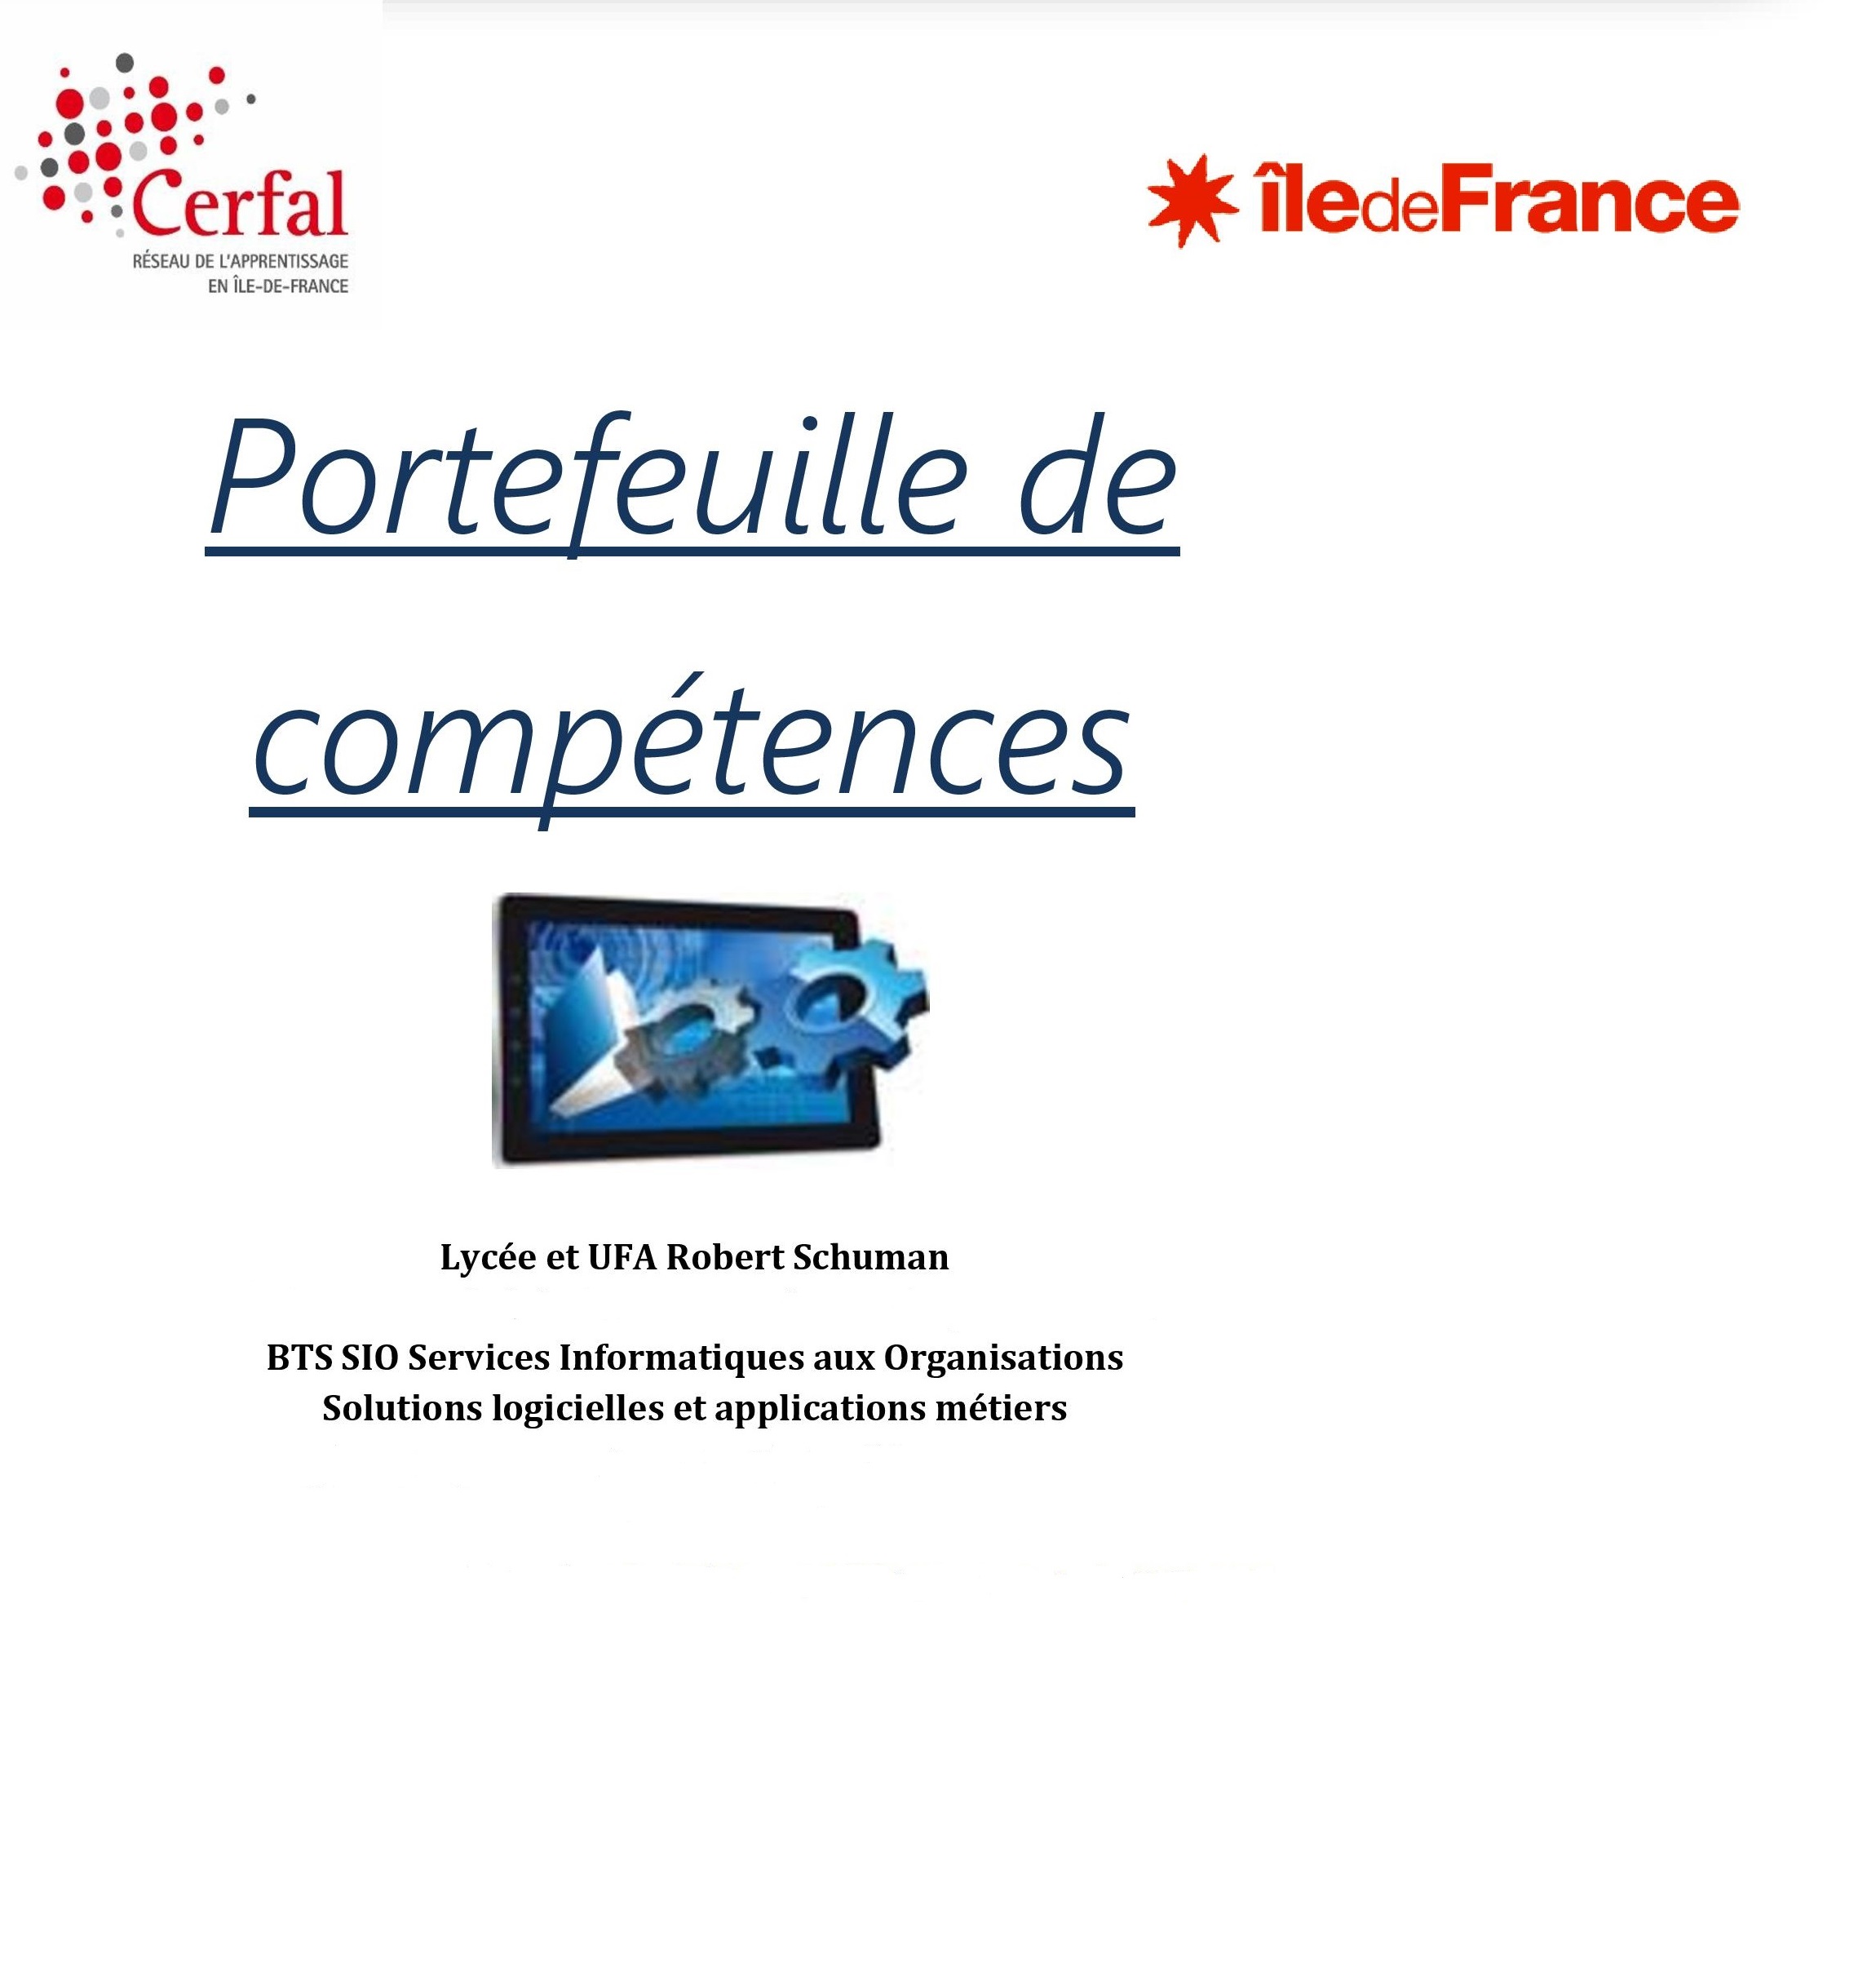 Cerfal
RÉSEAU DE L'APPRENTISSAGE
EN ÎLE-DE-FRANCE
îledeFrance
Portefeuille de
compétences
Lycée et UFA Robert Schuman
BTS SIO Services Informatiques aux Organisations
Solutions logicielles et applications métiers